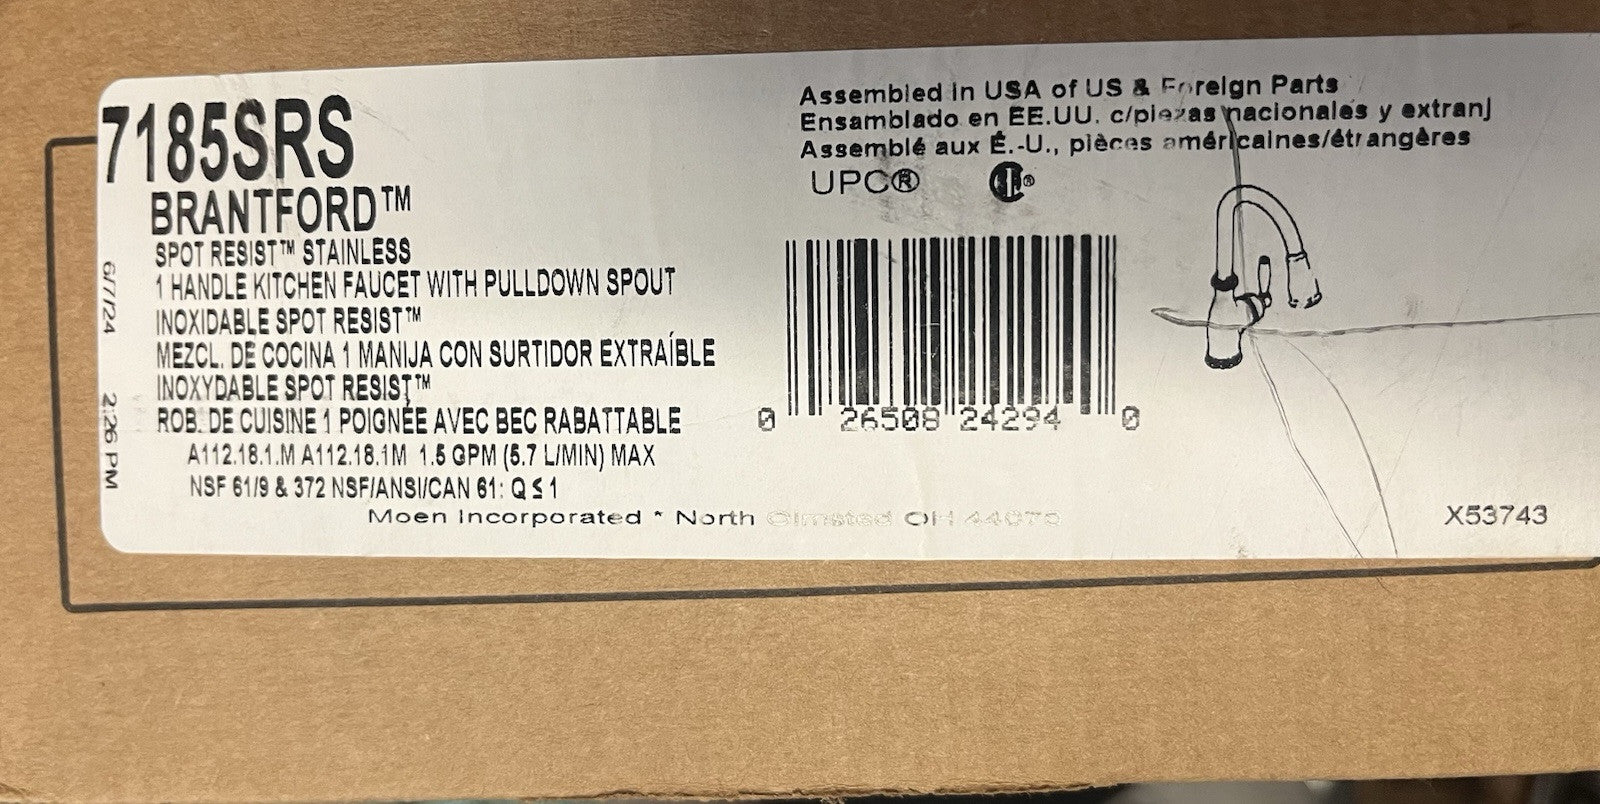 7185SRS
BRANTFORD™
SPOT RESIST™ STAINLESS
1 HANDLE KITCHEN FAUCET WITH PULLDOWN SPOUT
INOXIDABLE SPOT RESIST™
MEZCL. DE COCINA 1 MANIJA CON SURTIDOR EXTRAÍBLE
INOXYDABLE SPOT RESIST™
ROB. DE CUISINE 1 POIGNÉE AVEC BEC RABATTABLE
A112.18.1.M A112.18.1M 1.5 GPM (5.7 L/MIN) MAX
NSF 61/9 & 372 NSF/ANSI/CAN 61: Q ≤ 1
Moen Incorporated * North Olmsted OH 44070
6/7/24 2:26 PM
Assembled in USA of US & Foreign Parts
Ensamblado en EE.UU. c/piezas nacionales y extranj
Assemblé aux É.-U., pièces américaines/étrangères
UPC® ®
0 26508 24294 0
X53743